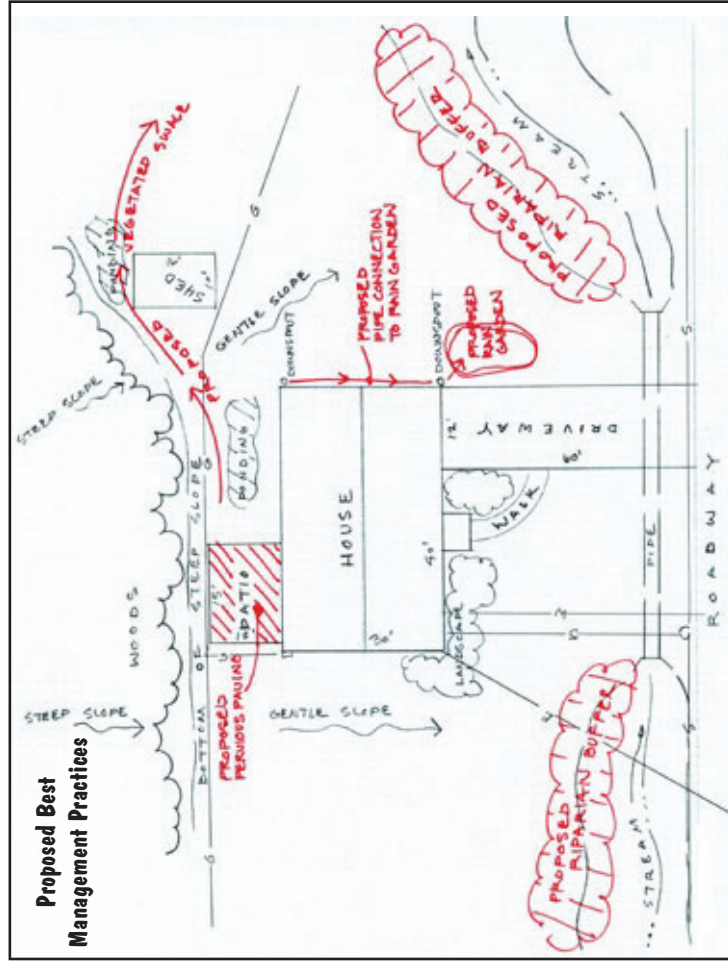 Proposed Best
Management Practices
WOODS
STEEP SLOPE
STEEP SLOPE
BOTTOM OF STEEP SLOPE
PONDING
PROPOSED VEGETATED SWALE
SHED
G
G
G
PROPOSED
PERVIOUS PAVING
PATIO
15'
PONDING
GENTLE SLOPE
GENTLE SLOPE
DOWNSPOUT
HOUSE
30'
40'
PROPOSED
PIPE CONNECTION
TO RAIN GARDEN
DOWNSPOUT
PROPOSED
RAIN
GARDEN
LANDSCAPE
WALK
12'
DRIVEWAY
PROPOSED
RIPARIAN BUFFER
PROPOSED
RIPARIAN BUFFER
STREAM
STREAM
PIPE
S
ROADWAY